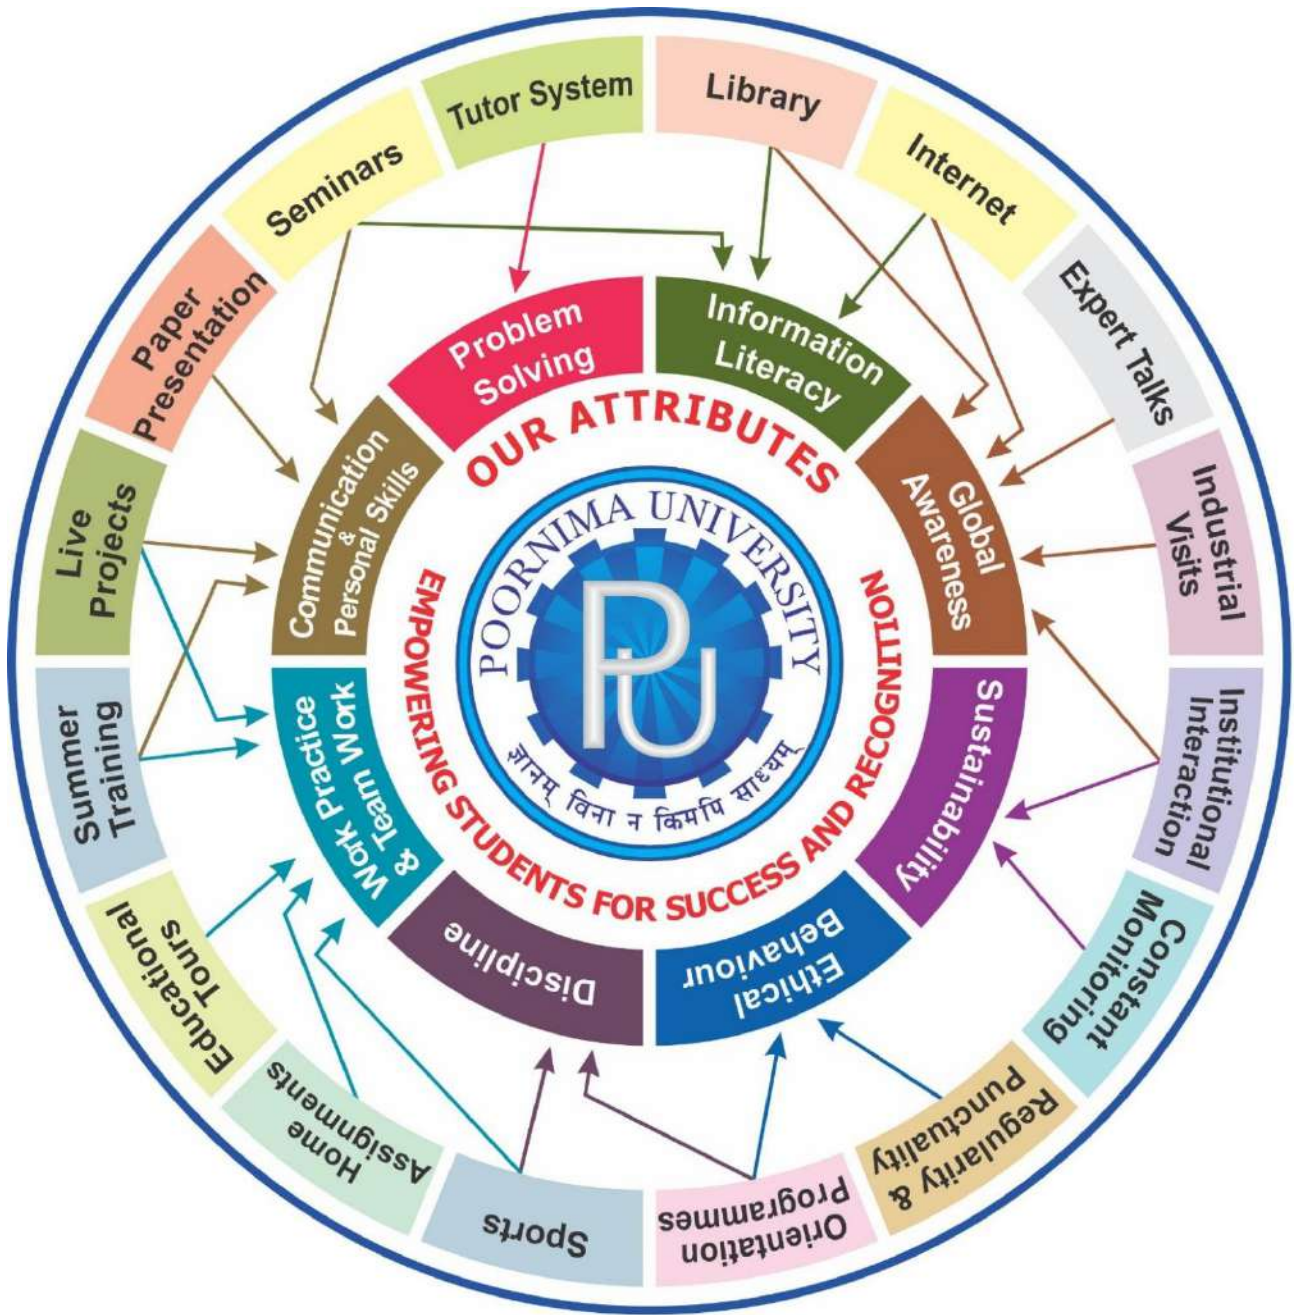 Tutor System
Library
Internet
Expert Talks
Industrial
Visits
Institutional
Interaction
Constant
Monitoring
Regularity &
Punctuality
Orientation
Programmes
Sports
Home
Assignments
Educational
Tours
Summer
Training
Live
Projects
Paper
Presentation
Seminars
Problem
Solving
Information
Literacy
Global
Awareness
Sustainability
Ethical
Behaviour
Discipline
Work Practice
& Team Work
Communication
&
Personal Skills
OUR ATTRIBUTES
EMPOWERING STUDENTS FOR SUCCESS AND RECOGNITION
POORNIMA UNIVERSITY
PU
ज्ञानम् विना न किमपि साध्यम्